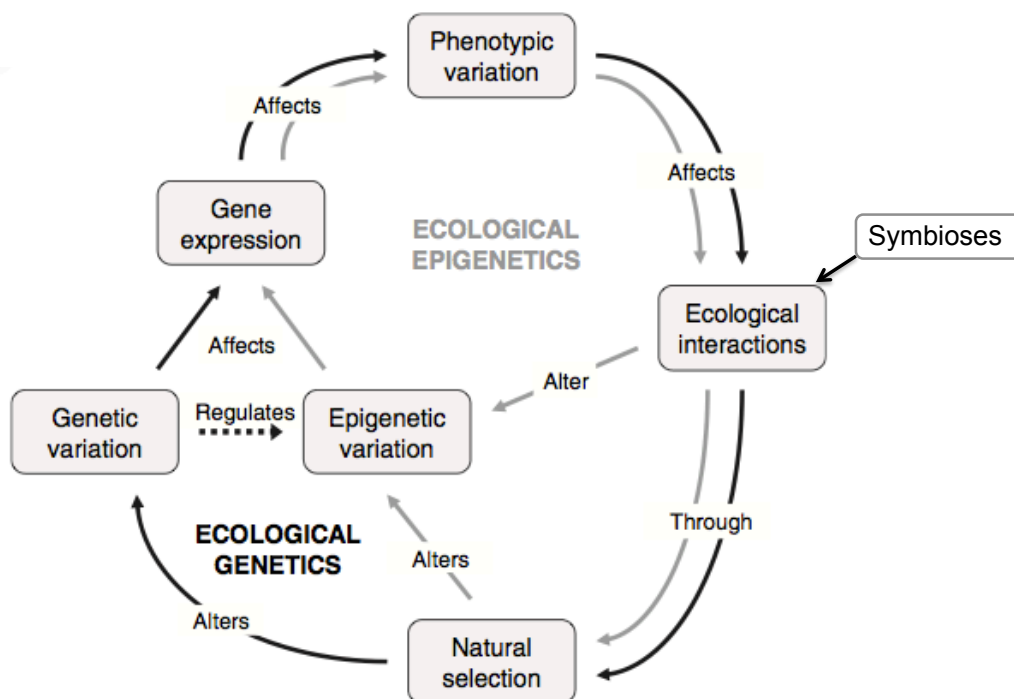 Phenotypic
variation
Affects
Affects
Gene
expression
ECOLOGICAL
EPIGENETICS
Symbioses
Ecological
interactions
Affects
Alter
Genetic
variation
Regulates
Epigenetic
variation
Through
ECOLOGICAL
GENETICS
Alters
Alters
Natural
selection